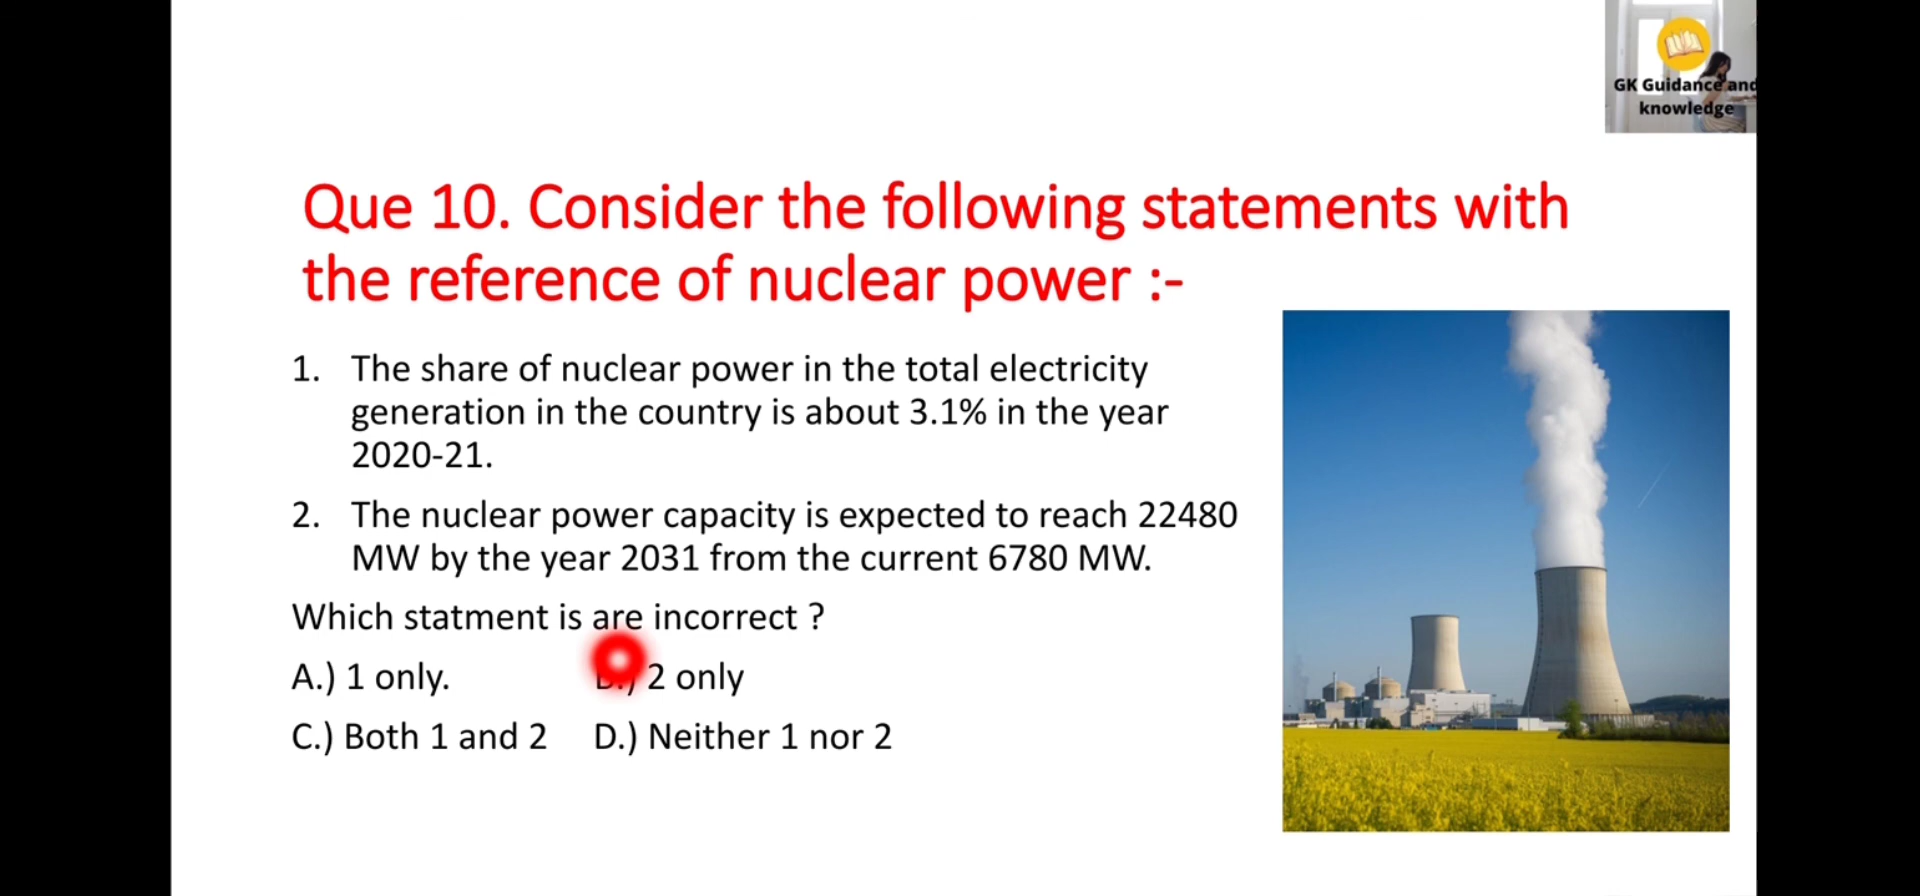 GK Guidance and
knowledge
Que 10. Consider the following statements with
the reference of nuclear power :-
1. The share of nuclear power in the total electricity
generation in the country is about 3.1% in the year
2020-21.
2. The nuclear power capacity is expected to reach 22480
MW by the year 2031 from the current 6780 MW.
Which statment is are incorrect ?
A.) 1 only. 2 only
C.) Both 1 and 2 D.) Neither 1 nor 2